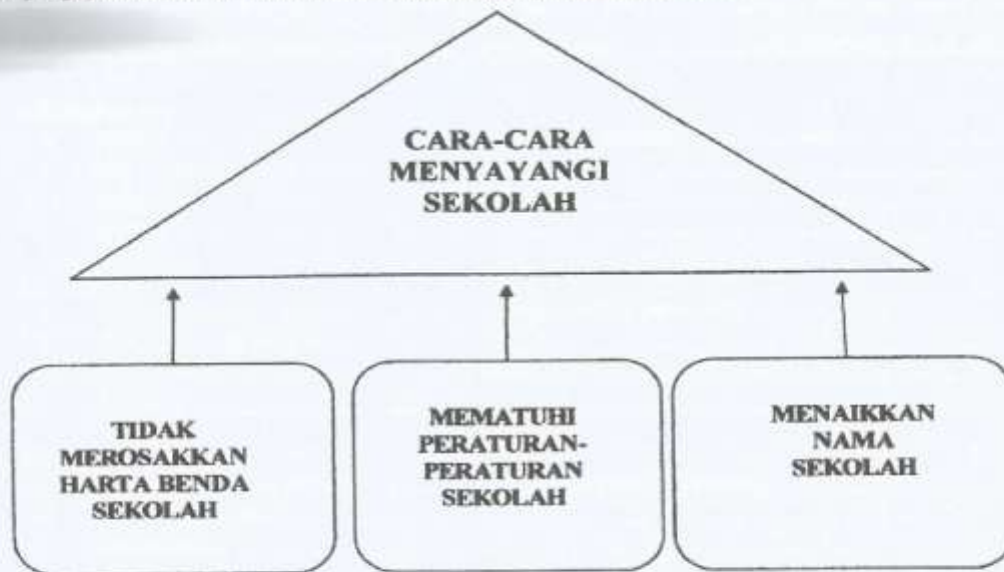 CARA-CARA
MENYAYANGI
SEKOLAH
TIDAK
MEROSAKKAN
HARTA BENDA
SEKOLAH
MEMATUHI
PERATURAN-
PERATURAN
SEKOLAH
MENAIKKAN
NAMA
SEKOLAH